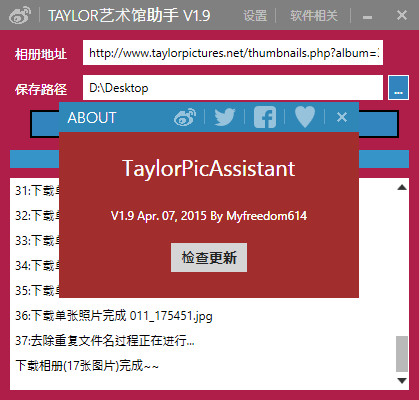 TAYLOR艺术馆助手 V1.9 设置 软件相关
相册地址 http://www.taylorpictures.net/thumbnails.php?album=
保存路径 D:\Desktop ...
ABOUT
TaylorPicAssistant
V1.9 Apr. 07, 2015 By Myfreedom614
检查更新
31:下载单
32:下载单
33:下载单
34:下载单
35:下载单
36:下载单张照片完成 011_175451.jpg
37:去除重复文件名过程正在进行...
下载相册(17张图片)完成~~